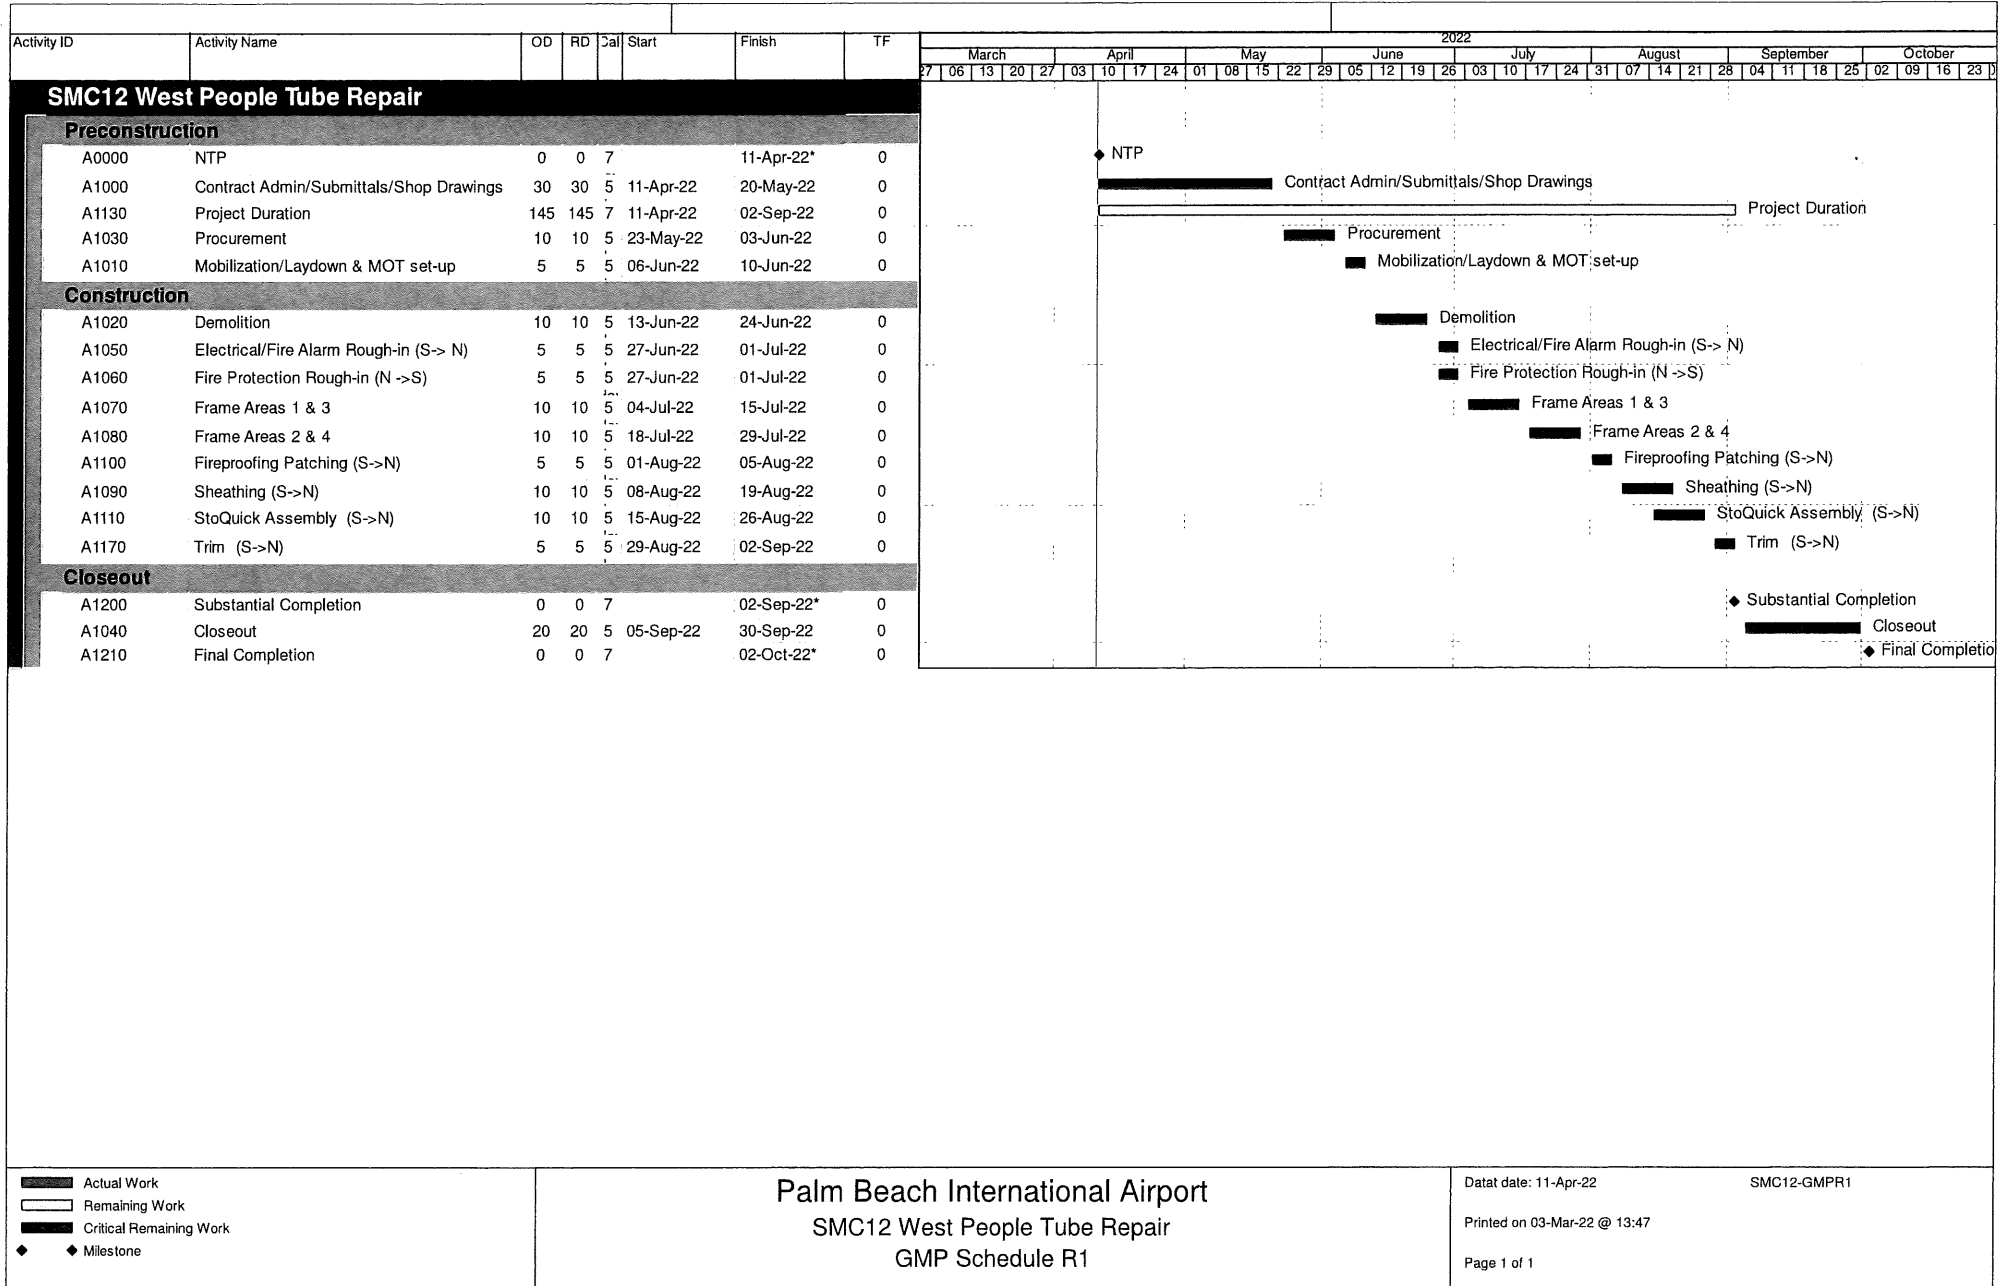 2022
Activity ID Activity Name OD RD Cal Start Finish TF
March April May June July August September October
27 06 13 20 27 03 10 17 24 01 08 15 22 29 05 12 19 26 03 10 17 24 31 07 14 21 28 04 11 18 25 02 09 16 23
SMC12 West People Tube Repair
Preconstruction
A0000 NTP 0 0 7 11-Apr-22* 0 NTP
A1000 Contract Admin/Submittals/Shop Drawings 30 30 5 11-Apr-22 20-May-22 0 Contract Admin/Submittals/Shop Drawings
A1130 Project Duration 145 145 7 11-Apr-22 02-Sep-22 0 Project Duration
A1030 Procurement 10 10 5 23-May-22 03-Jun-22 0 Procurement
A1010 Mobilization/Laydown & MOT set-up 5 5 5 06-Jun-22 10-Jun-22 0 Mobilization/Laydown & MOT set-up
Construction
A1020 Demolition 10 10 5 13-Jun-22 24-Jun-22 0 Demolition
A1050 Electrical/Fire Alarm Rough-in (S-> N) 5 5 5 27-Jun-22 01-Jul-22 0 Electrical/Fire Alarm Rough-in (S-> N)
A1060 Fire Protection Rough-in (N ->S) 5 5 5 27-Jun-22 01-Jul-22 0 Fire Protection Rough-in (N ->S)
A1070 Frame Areas 1 & 3 10 10 5 04-Jul-22 15-Jul-22 0 Frame Areas 1 & 3
A1080 Frame Areas 2 & 4 10 10 5 18-Jul-22 29-Jul-22 0 Frame Areas 2 & 4
A1100 Fireproofing Patching (S->N) 5 5 5 01-Aug-22 05-Aug-22 0 Fireproofing Patching (S->N)
A1090 Sheathing (S->N) 10 10 5 08-Aug-22 19-Aug-22 0 Sheathing (S->N)
A1110 StoQuick Assembly (S->N) 10 10 5 15-Aug-22 26-Aug-22 0 StoQuick Assembly (S->N)
A1170 Trim (S->N) 5 5 5 29-Aug-22 02-Sep-22 0 Trim (S->N)
Closeout
A1200 Substantial Completion 0 0 7 02-Sep-22* 0 Substantial Completion
A1040 Closeout 20 20 5 05-Sep-22 30-Sep-22 0 Closeout
A1210 Final Completion 0 0 7 02-Oct-22* 0 Final Completio
Actual Work
Remaining Work
Critical Remaining Work
Milestone
Palm Beach International Airport
SMC12 West People Tube Repair
GMP Schedule R1
Datat date: 11-Apr-22 SMC12-GMPR1
Printed on 03-Mar-22 @ 13:47
Page 1 of 1